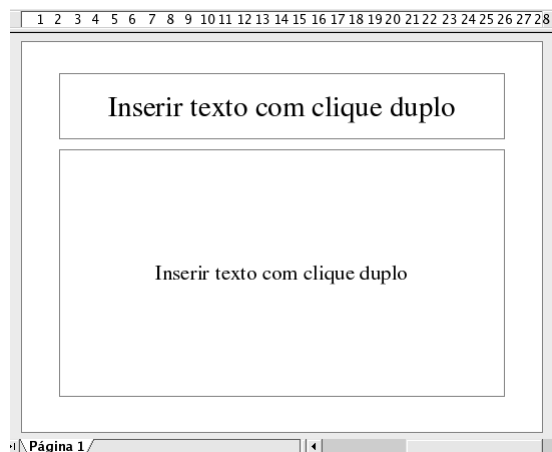 1 2 3 4 5 6 7 8 9 10 11 12 13 14 15 16 17 18 19 20 21 22 23 24 25 26 27 28
Inserir texto com clique duplo
Inserir texto com clique duplo
Página 1